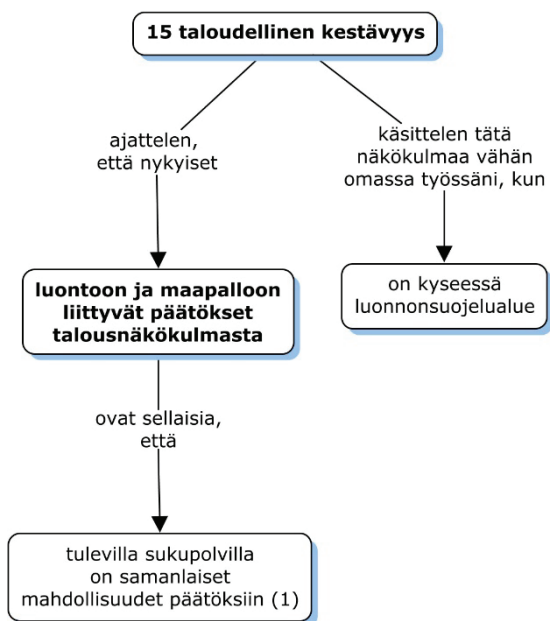 15 taloudellinen kestävyys
ajattelen,
että nykyiset
käsittelen tätä
näkökulmaa vähän
omassa työssäni, kun
luontoon ja maapalloon
liittyvät päätökset
talousnäkökulmasta
on kyseessä
luonnonsuojelualue
ovat sellaisia,
että
tulevilla sukupolvilla
on samanlaiset
mahdollisuudet päätöksiin (1)